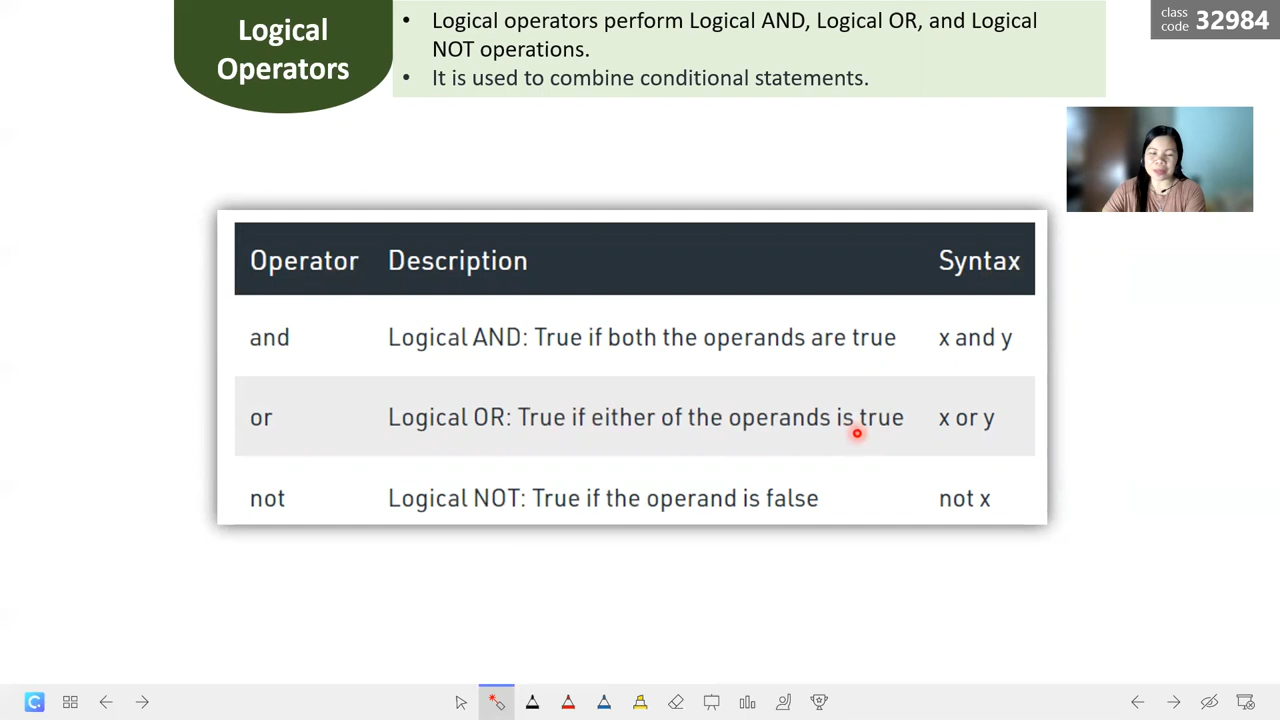 Logical
Operators
• Logical operators perform Logical AND, Logical OR, and Logical
NOT operations.
• It is used to combine conditional statements.
class
code 32984
Operator Description Syntax
and Logical AND: True if both the operands are true x and y
or Logical OR: True if either of the operands is true x or y
not Logical NOT: True if the operand is false not x